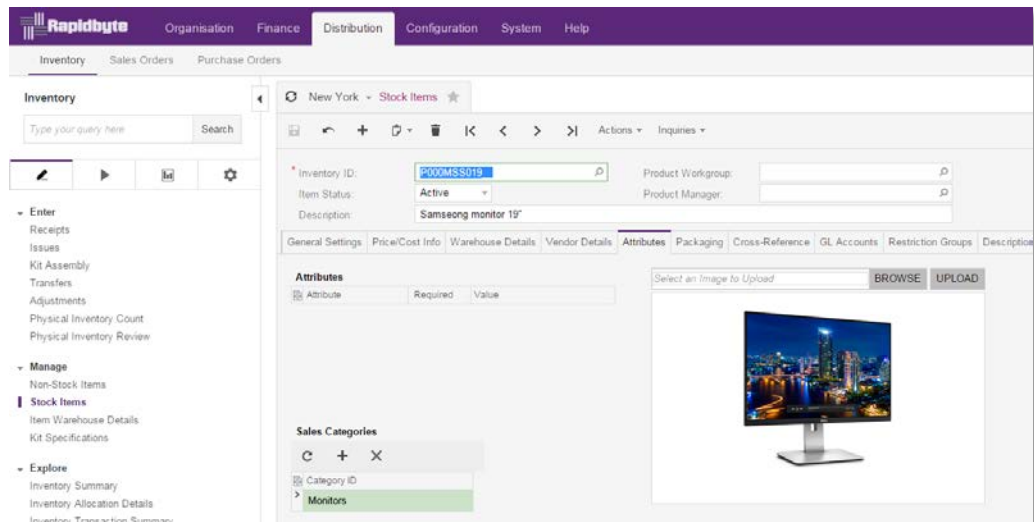 Rapidbyte Organisation Finance Distribution Configuration System Help
Inventory Sales Orders Purchase Orders
Inventory
Type your query here Search
Enter
Receipts
Issues
Kit Assembly
Transfers
Adjustments
Physical Inventory Count
Physical Inventory Review
Manage
Non-Stock Items
Stock Items
Item Warehouse Details
Kit Specifications
Explore
Inventory Summary
Inventory Allocation Details
Inventory Transaction Summary
New York Stock Items
Actions Inquiries
* Inventory ID: P000MSS019 Product Workgroup:
Item Status: Active Product Manager:
Description: Samseong monitor 19"
General Settings Price/Cost Info Warehouse Details Vendor Details Attributes Packaging Cross-Reference GL Accounts Restriction Groups Description
Attributes
Attribute Required Value
Select an Image to Upload BROWSE UPLOAD
Sales Categories
Category ID
Monitors